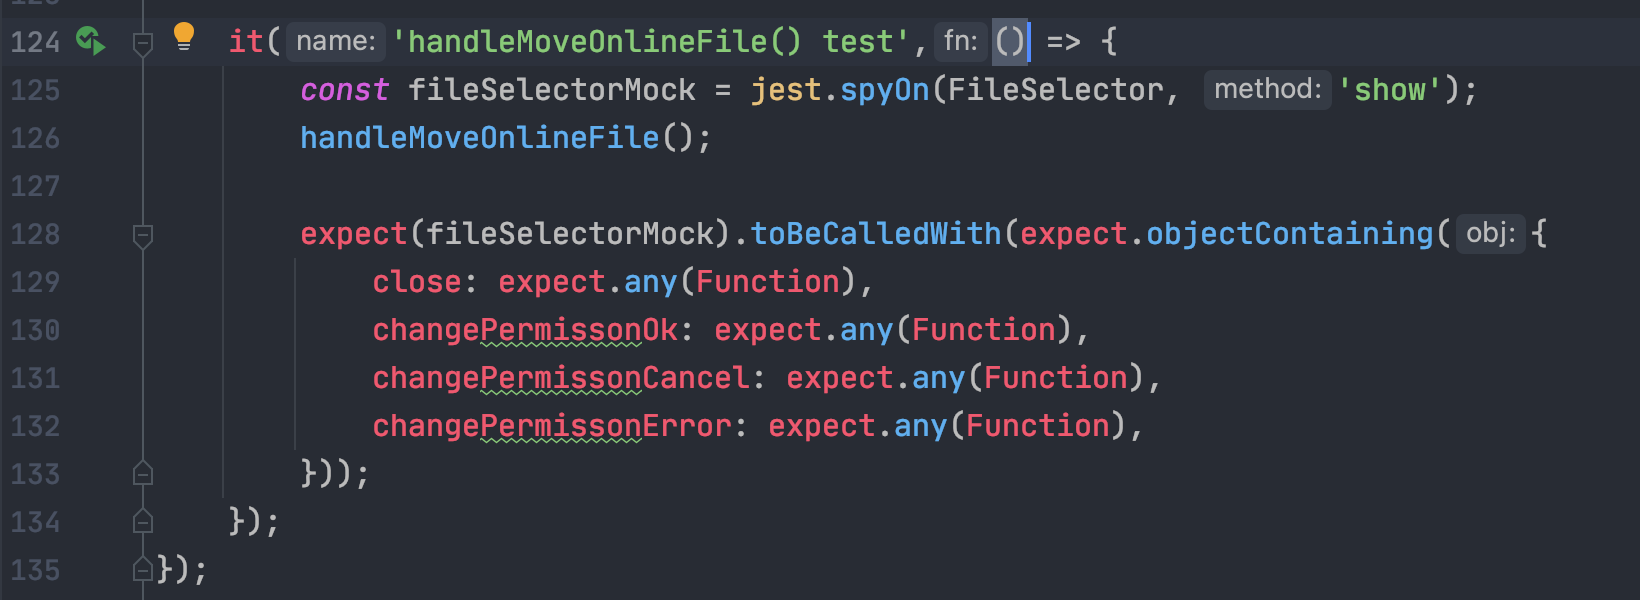 124 it( name: 'handleMoveOnlineFile() test', fn: () => {
125 const fileSelectorMock = jest.spyOn(FileSelector, method: 'show');
126 handleMoveOnlineFile();
127
128 expect(fileSelectorMock).toBeCalledWith(expect.objectContaining( obj: {
129 close: expect.any(Function),
130 changePermissonOk: expect.any(Function),
131 changePermissonCancel: expect.any(Function),
132 changePermissonError: expect.any(Function),
133 }));
134 });
135 });